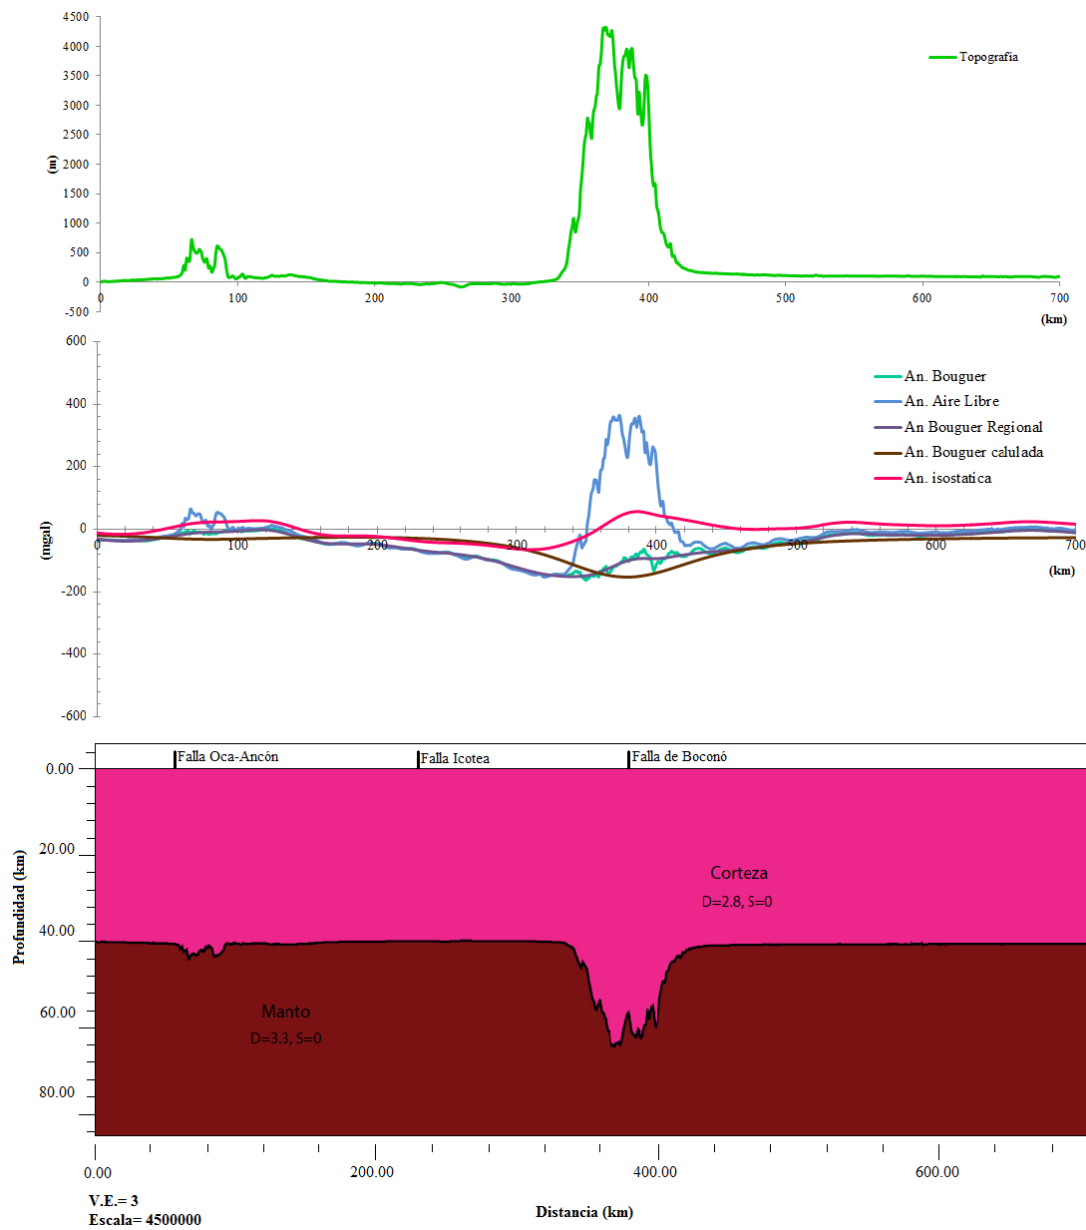 4500
4000
3500
3000
2500
2000
1500
1000
500
0
-500
(m)
Topografía
0 100 200 300 400 500 600 700
(km)
600
400
200
0
-200
-400
-600
(mgal)
An. Bouguer
An. Aire Libre
An Bouguer Regional
An. Bouguer calulada
An. isostatica
0 100 200 300 400 500 600 700
(km)
Falla Oca-Ancón Falla Icotea Falla de Boconó
0.00
20.00
40.00
60.00
80.00
Profundidad (km)
Corteza
D=2.8, S=0
Manto
D=3.3, S=0
0.00 200.00 400.00 600.00
V.E.= 3
Escala= 4500000
Distancia (km)